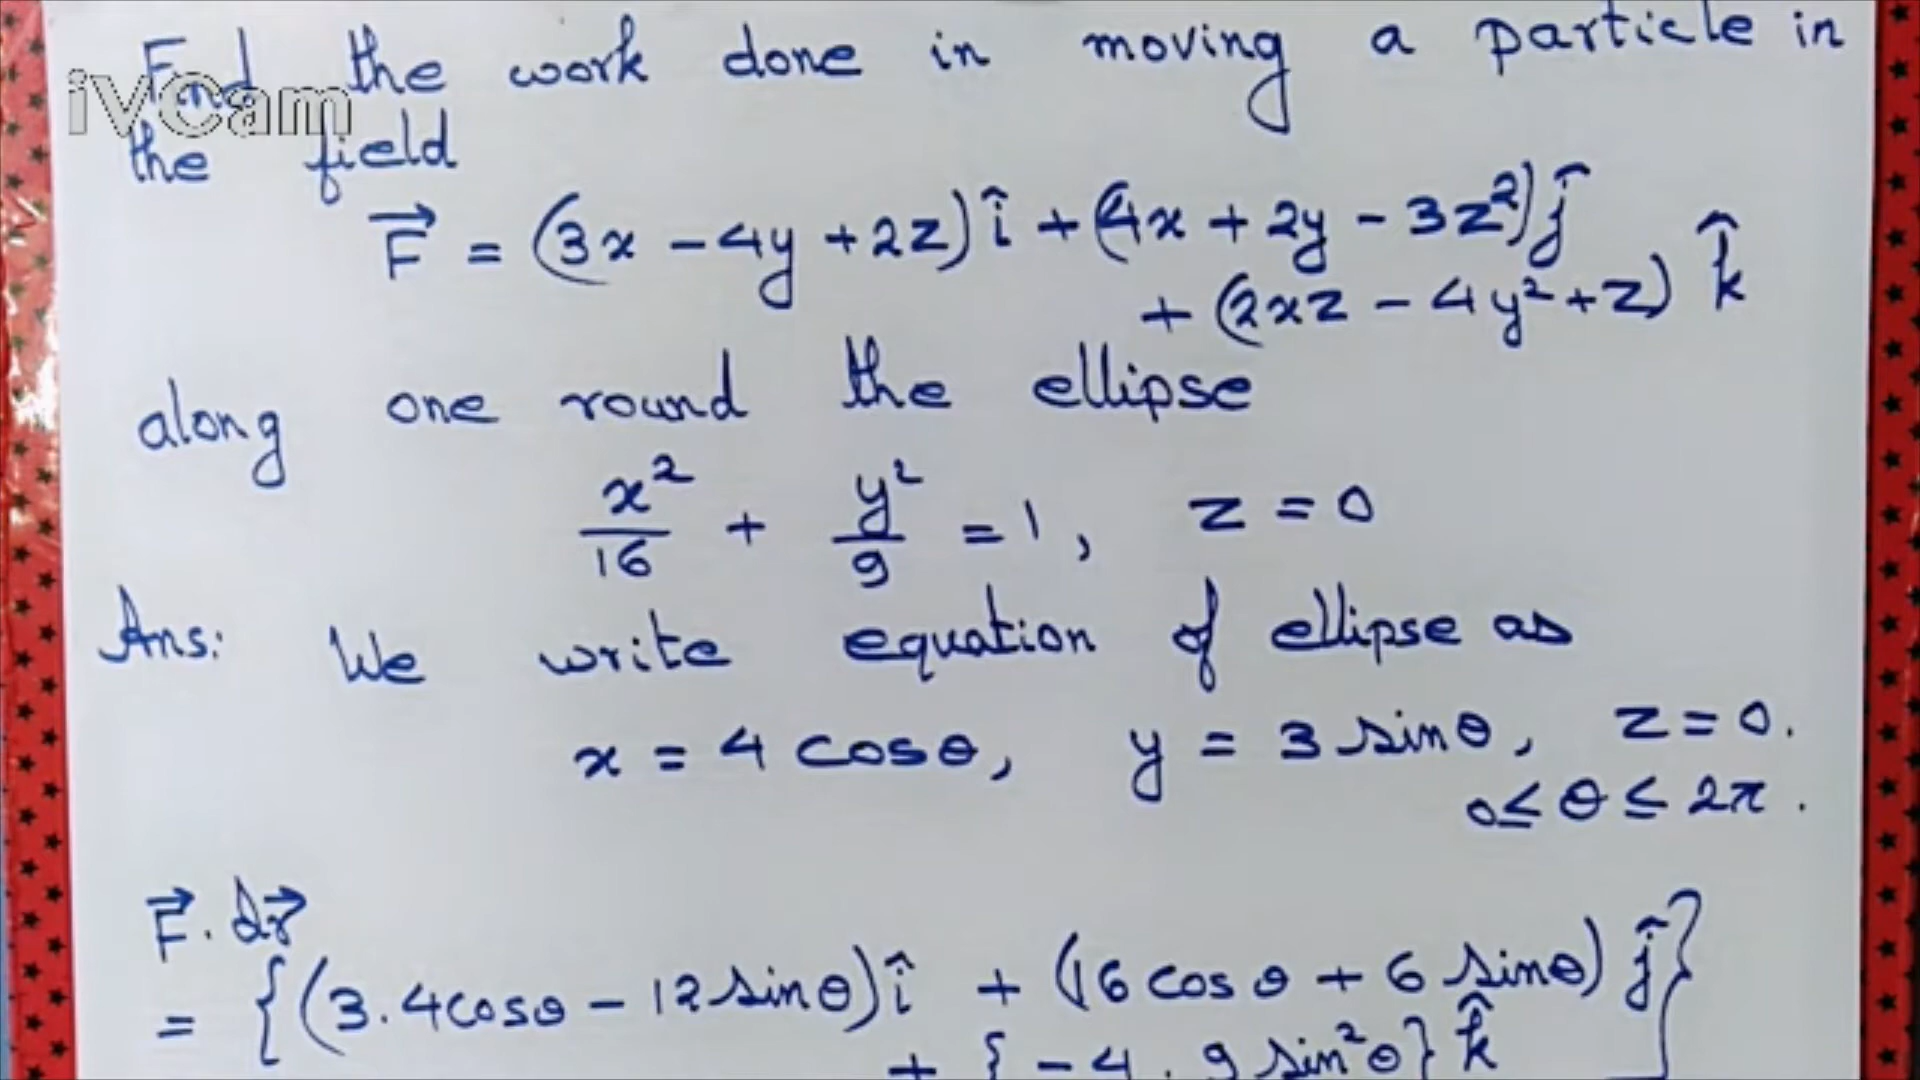 Find the work done in moving a particle in
iVCam
the field
F⃗ = (3x - 4y + 2z) î + (4x + 2y - 3z²) ĵ
+ (2xz - 4y² + z) k̂
along one round the ellipse
x²/16 + y²/9 = 1, z = 0
Ans: We write equation of ellipse as
x = 4 cosθ, y = 3 sinθ, z = 0.
0 ≤ θ ≤ 2π.
F⃗. dr⃗
= {(3.4cosθ - 12 sinθ) î + (16 cosθ + 6 sinθ) ĵ
+ {-4. 9 sin²θ} k̂ }